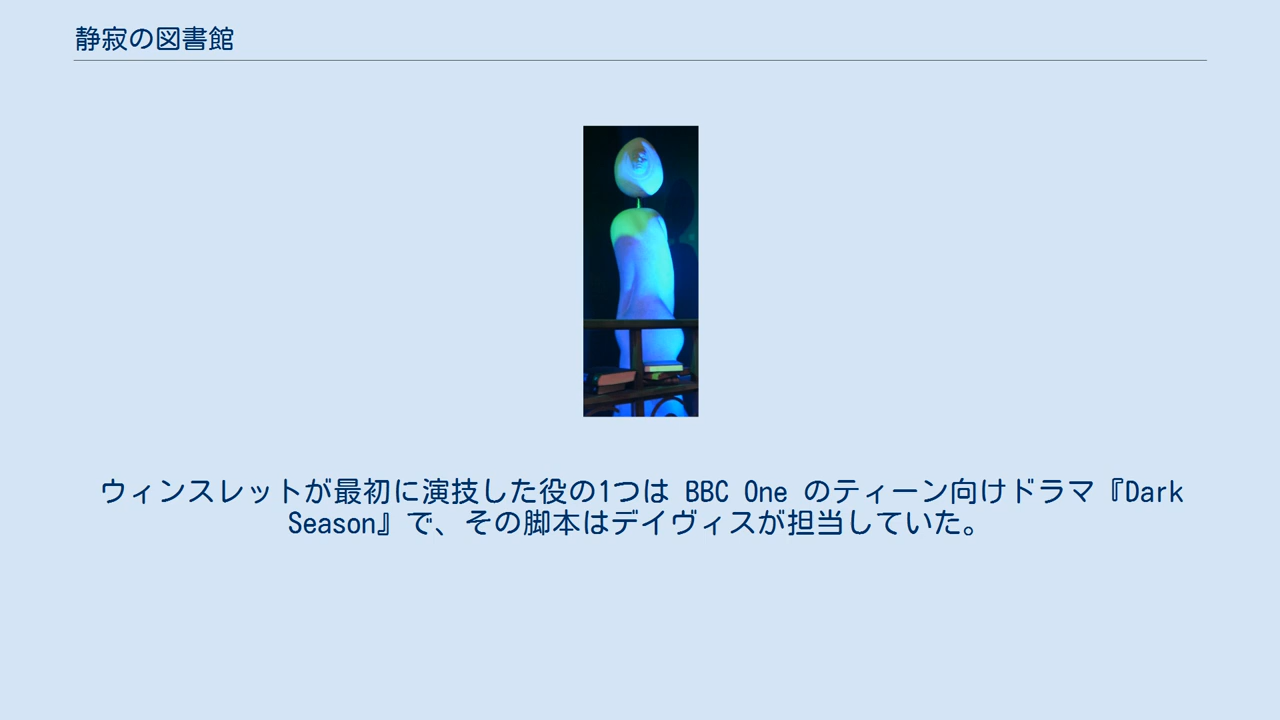 静寂の図書館
ウィンスレットが最初に演技した役の1つは BBC One のティーン向けドラマ『Dark
Season』で、その脚本はデイヴィスが担当していた。